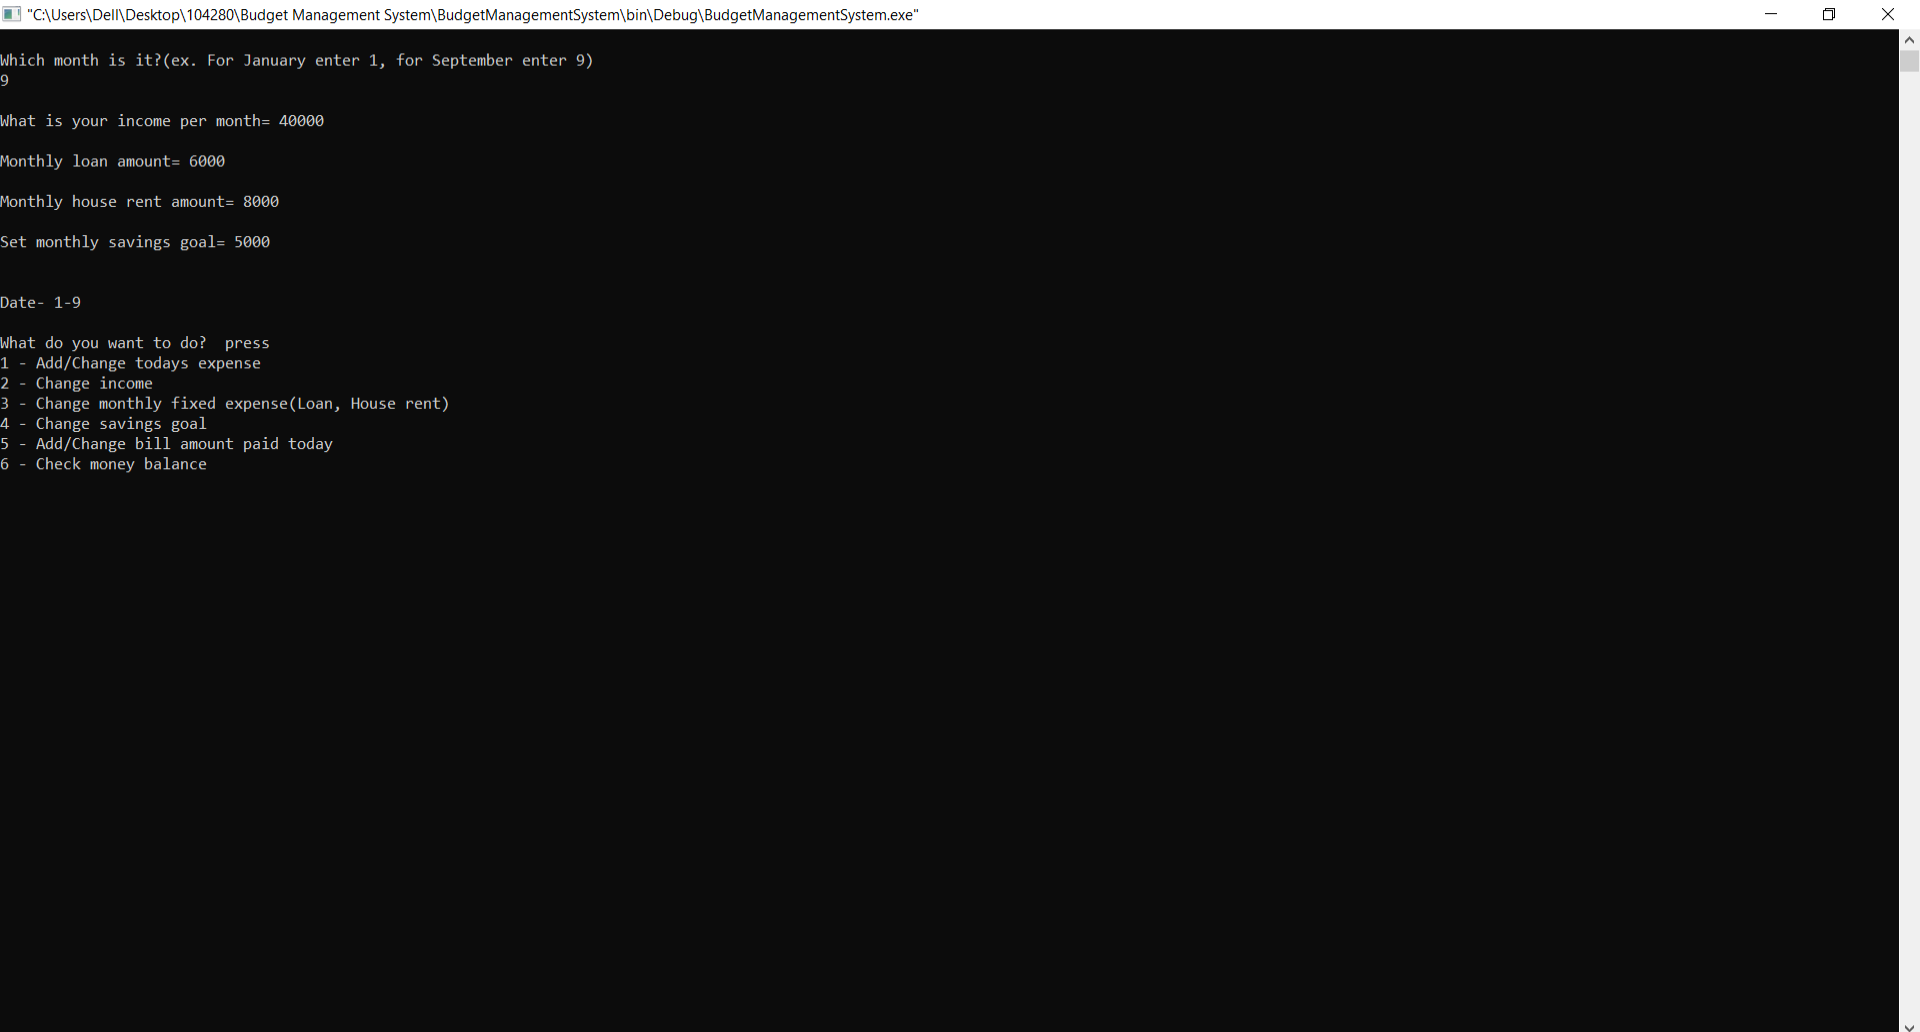 "C:\Users\Dell\Desktop\104280\Budget Management System\BudgetManagementSystem\bin\Debug\BudgetManagementSystem.exe"
Which month is it?(ex. For January enter 1, for September enter 9)
9
What is your income per month= 40000
Monthly loan amount= 6000
Monthly house rent amount= 8000
Set monthly savings goal= 5000
Date- 1-9
What do you want to do?  press
1 - Add/Change todays expense
2 - Change income
3 - Change monthly fixed expense(Loan, House rent)
4 - Change savings goal
5 - Add/Change bill amount paid today
6 - Check money balance